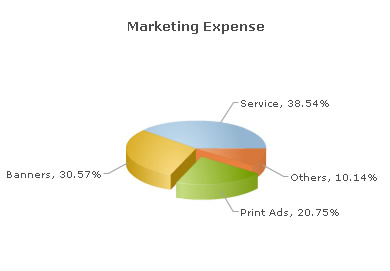 Marketing Expense
Service, 38.54%
Banners, 30.57%
Others, 10.14%
Print Ads, 20.75%